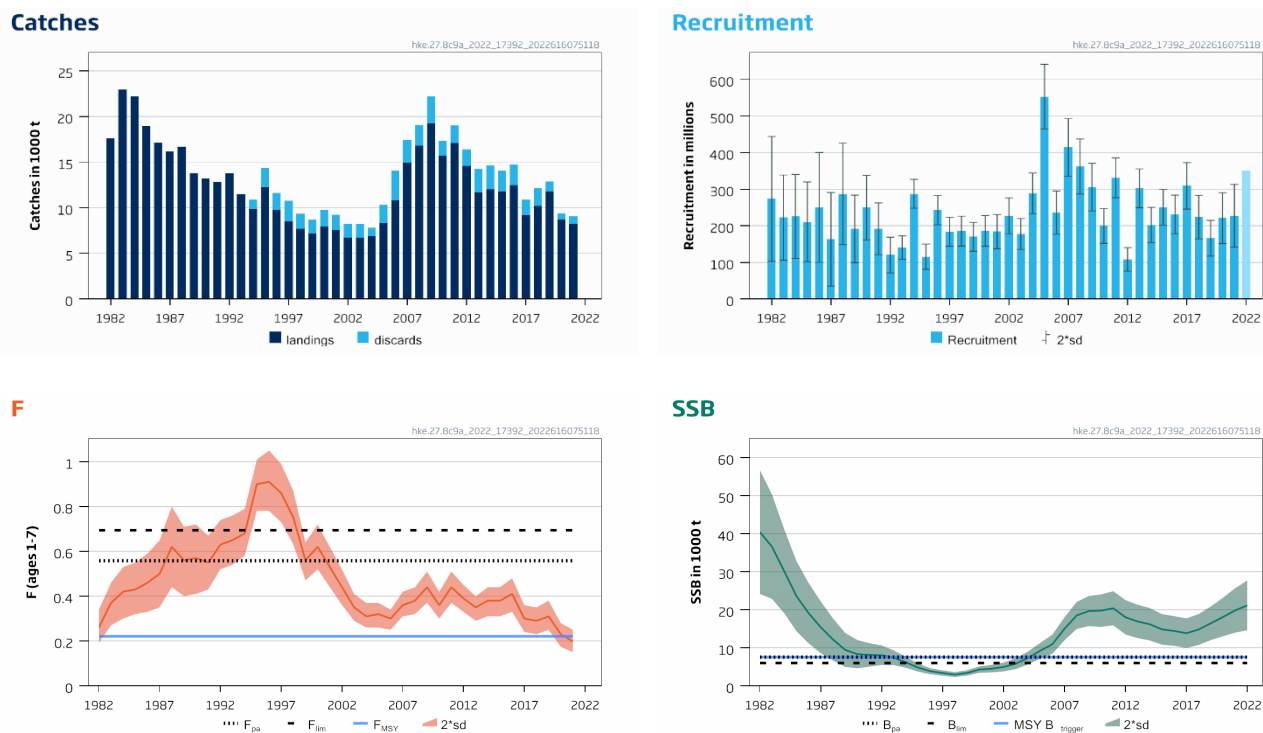 Catches
hke.27.8c9a_2022_17392_2022616075118
Catches in 1000 t
25
20
15
10
5
0
1982 1987 1992 1997 2002 2007 2012 2017 2022
landings discards
Recruitment
hke.27.8c9a_2022_17392_2022616075118
Recruitment in millions
600
500
400
300
200
100
0
1982 1987 1992 1997 2002 2007 2012 2017 2022
Recruitment 2*sd
F
hke.27.8c9a_2022_17392_2022616075118
F (ages 1-7)
1
0.8
0.6
0.4
0.2
0
1982 1987 1992 1997 2002 2007 2012 2017 2022
Fpa Flim FMSY 2*sd
SSB
hke.27.8c9a_2022_17392_2022616075118
SSB in 1000 t
60
50
40
30
20
10
0
1982 1987 1992 1997 2002 2007 2012 2017 2022
Bpa Blim MSY B trigger 2*sd